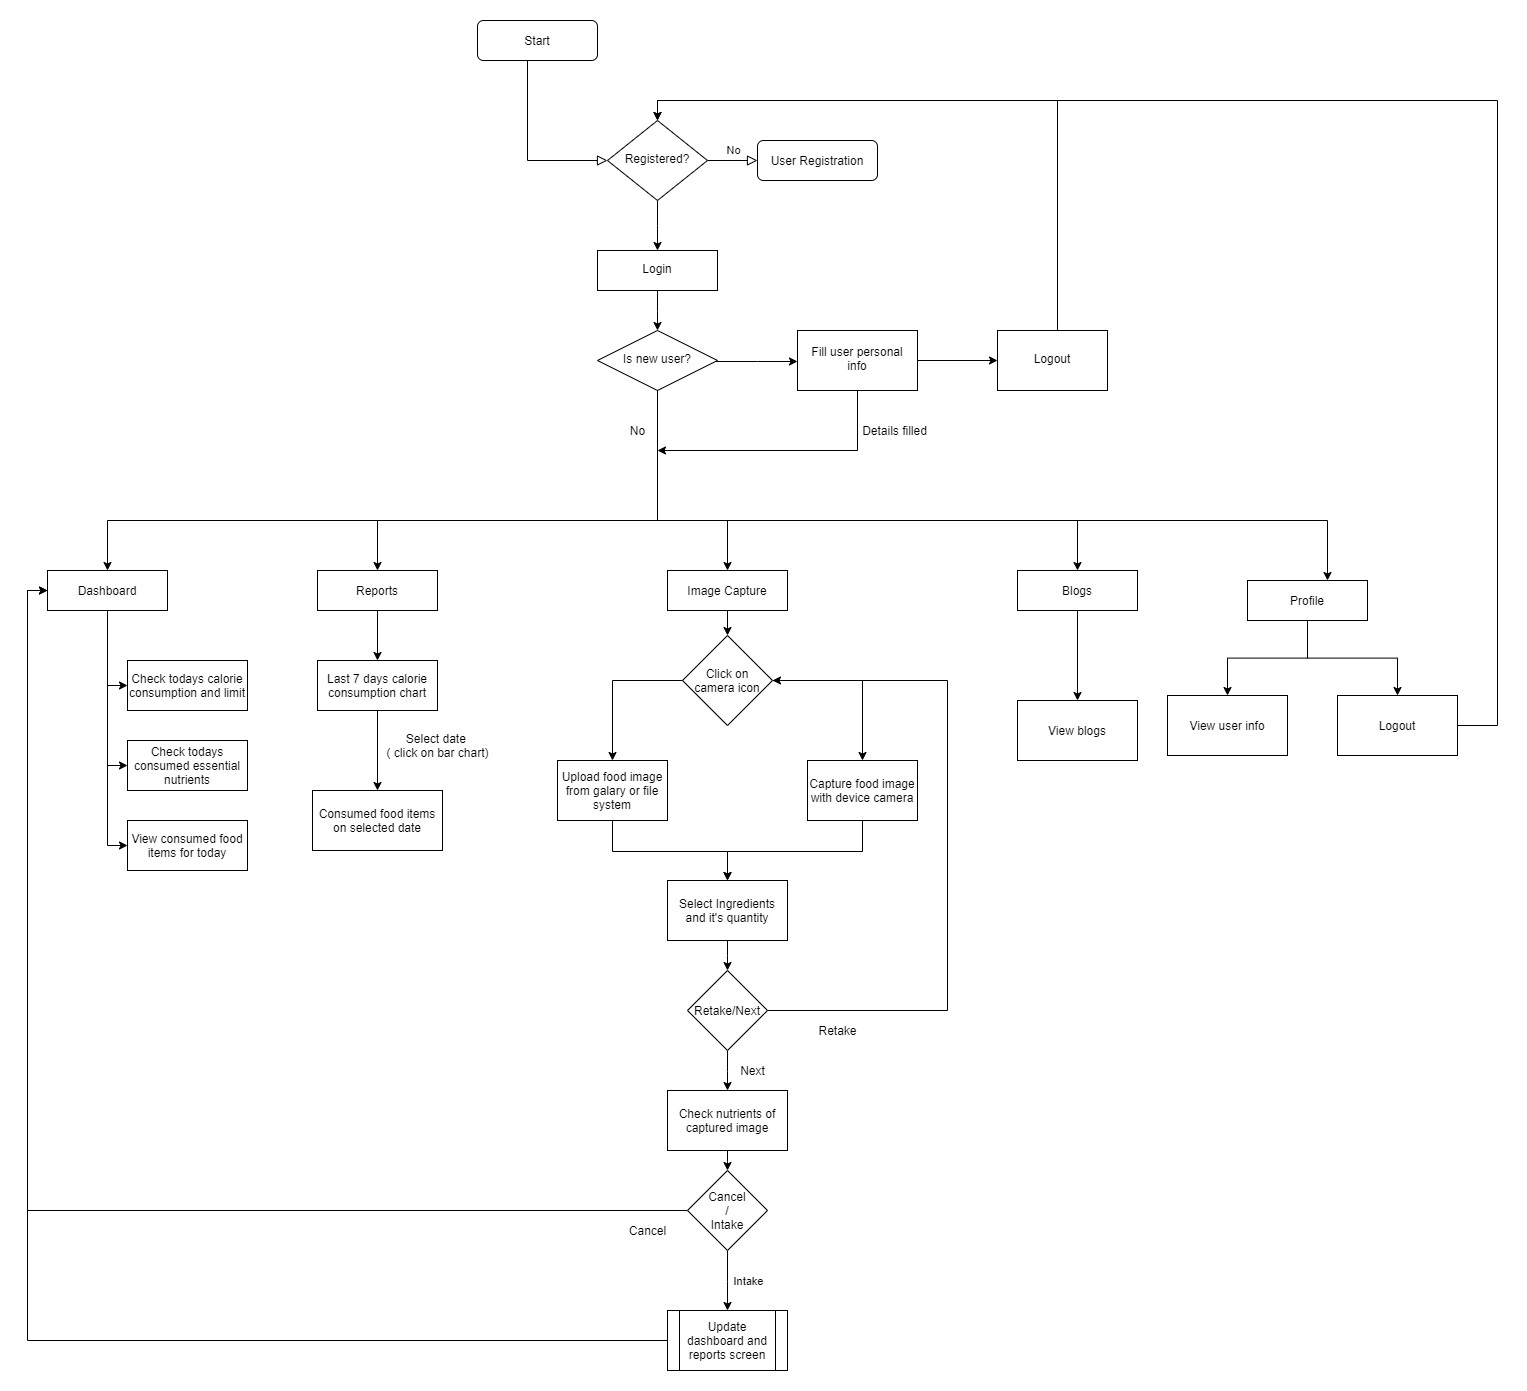 Start
Registered?
No
User Registration
Login
Is new user?
Fill user personal
info
Logout
No
Details filled
Dashboard
Reports
Image Capture
Blogs
Profile
Check todays calorie
consumption and limit
Check todays
consumed essential
nutrients
View consumed food
items for today
Last 7 days calorie
consumption chart
Select date
( click on bar chart)
Consumed food items
on selected date
Click on
camera icon
Upload food image
from galary or file
system
Capture food image
with device camera
Select Ingredients
and it's quantity
Retake/Next
Retake
Next
Check nutrients of
captured image
Cancel
/
Intake
Cancel
Intake
Update
dashboard and
reports screen
View blogs
View user info
Logout